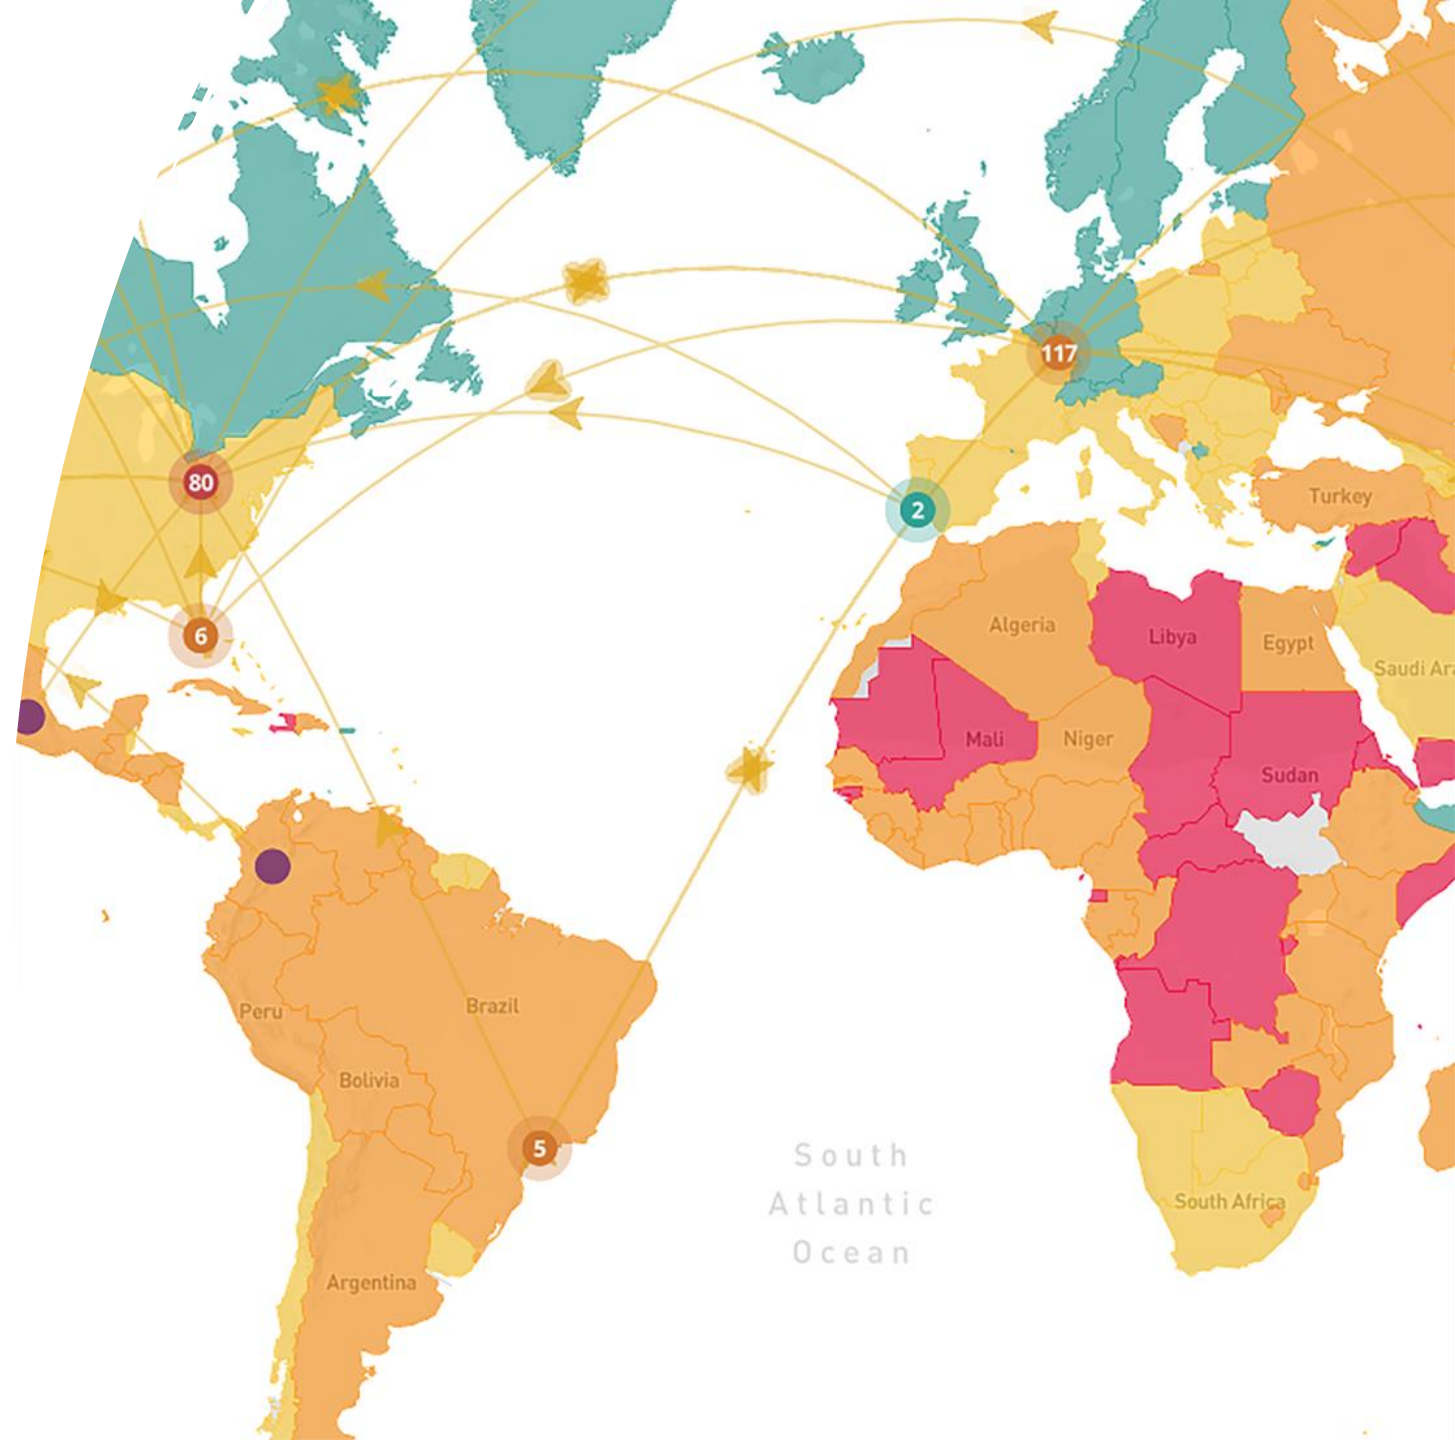 117
80
Turkey
2
Algeria
Libya
Egypt
6
Saudi Ar
Mali
Niger
Sudan
Peru
Brazil
Bolivia
5
South
Atlantic
Ocean
South Africa
Argentina